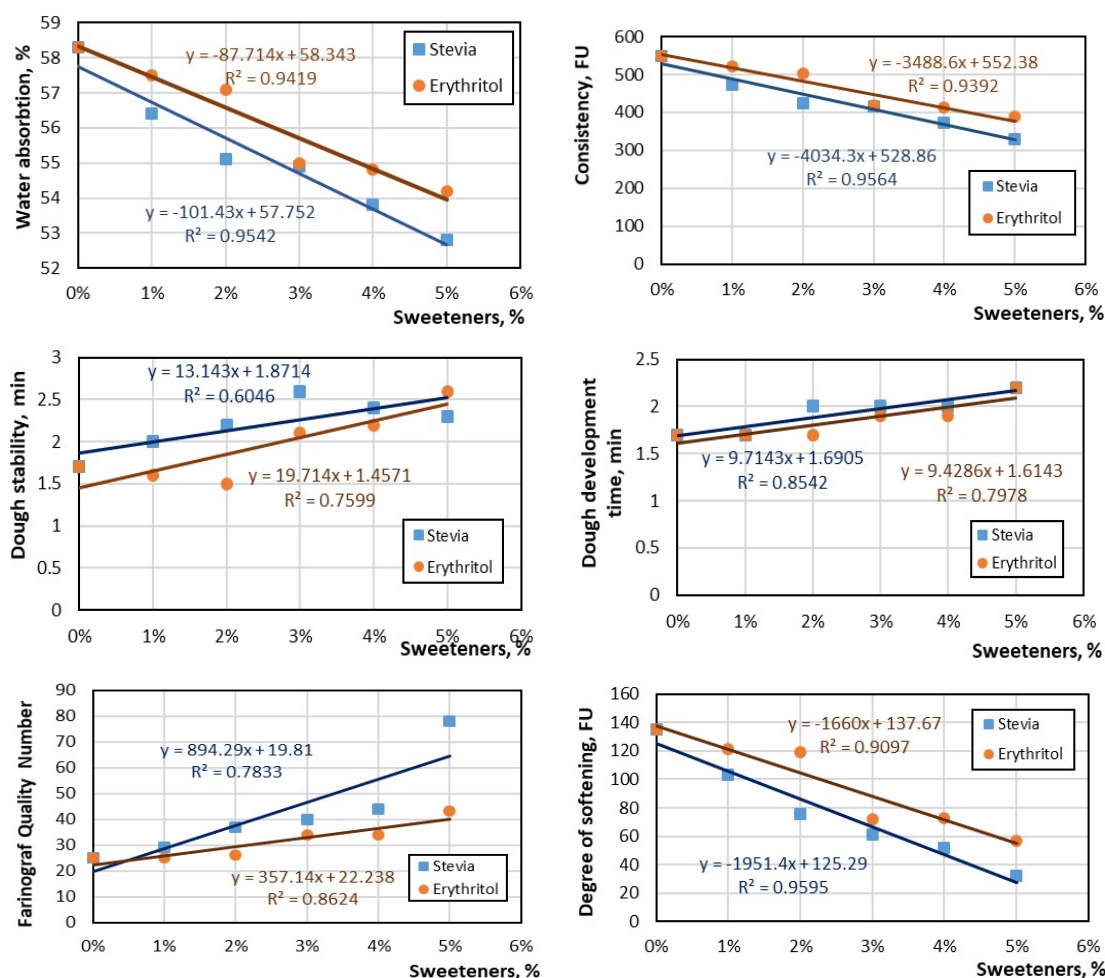 Water absorption, %
59
58
57
56
55
54
53
52
y = -87.714x + 58.343
R² = 0.9419
Stevia
Erythritol
y = -101.43x + 57.752
R² = 0.9542
0% 1% 2% 3% 4% 5% 6%
Sweeteners, %
Consistency, FU
600
500
400
300
200
100
0
y = -3488.6x + 552.38
R² = 0.9392
y = -4034.3x + 528.86
R² = 0.9564
Stevia
Erythritol
0% 1% 2% 3% 4% 5% 6%
Sweeteners, %
Dough stability, min
3
2.5
2
1.5
1
0.5
0
y = 13.143x + 1.8714
R² = 0.6046
y = 19.714x + 1.4571
R² = 0.7599
Stevia
Erythritol
0% 1% 2% 3% 4% 5% 6%
Sweeteners, %
Dough development
time, min
2.5
2
1.5
1
0.5
0
y = 9.7143x + 1.6905
R² = 0.8542
y = 9.4286x + 1.6143
R² = 0.7978
Stevia
Erythritol
0% 1% 2% 3% 4% 5% 6%
Sweeteners, %
Farinograf Quality Number
90
80
70
60
50
40
30
20
10
0
y = 894.29x + 19.81
R² = 0.7833
y = 357.14x + 22.238
R² = 0.8624
Stevia
Erythritol
0% 1% 2% 3% 4% 5% 6%
Sweeteners, %
Degree of softening, FU
160
140
120
100
80
60
40
20
0
y = -1660x + 137.67
R² = 0.9097
Stevia
Erythritol
y = -1951.4x + 125.29
R² = 0.9595
0% 1% 2% 3% 4% 5% 6%
Sweeteners, %